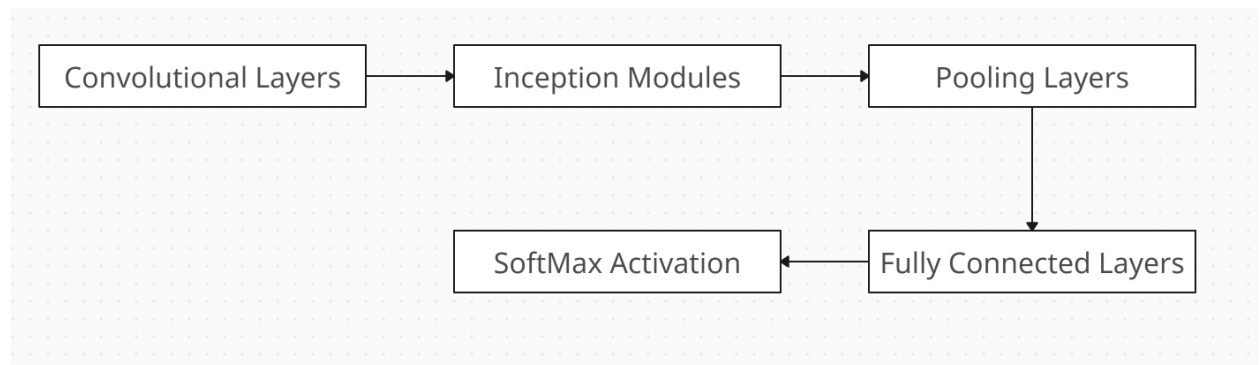 Convolutional Layers
Inception Modules
Pooling Layers
SoftMax Activation
Fully Connected Layers